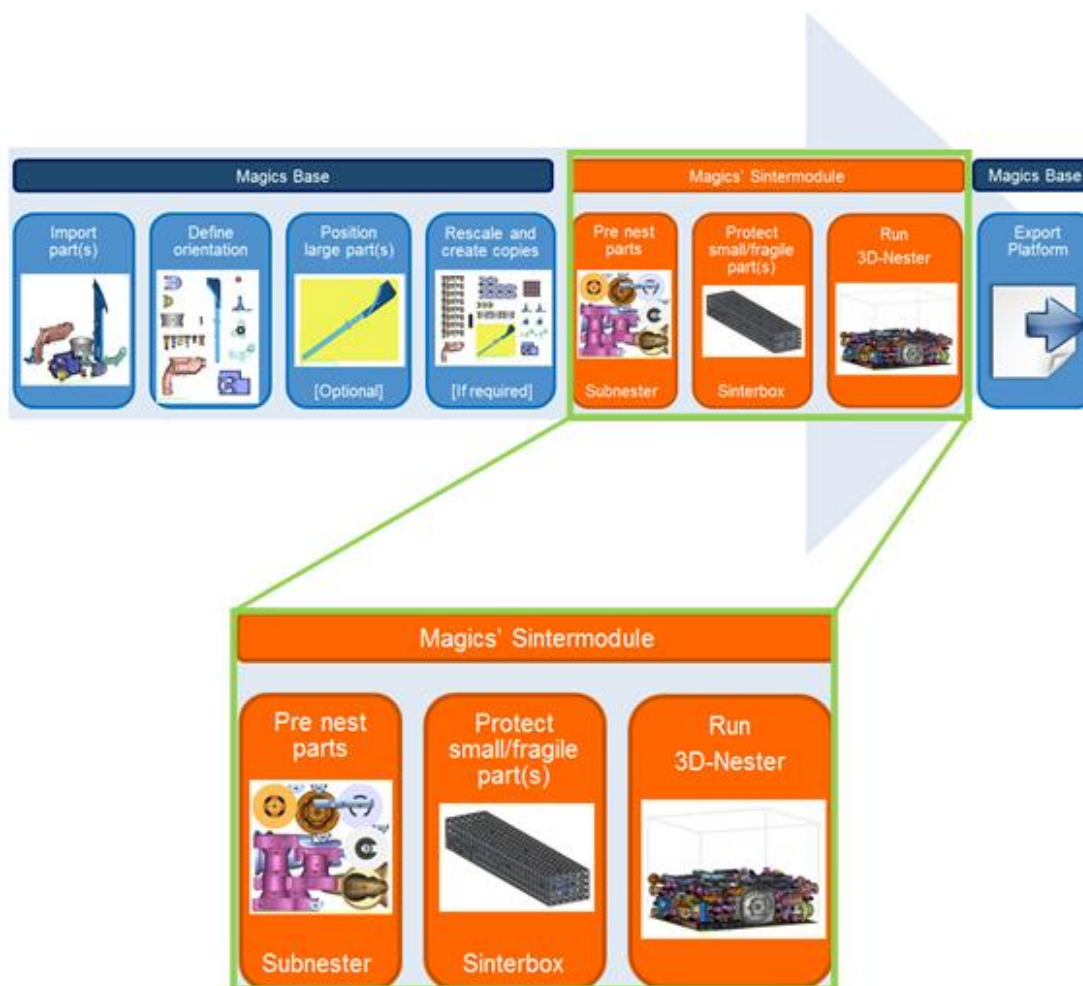 Magics Base
Magics' Sintermodule
Magics Base
Import
part(s)
Define
orientation
Position
large part(s)
[Optional]
Rescale and
create copies
[If required]
Pre nest
parts
Subnester
Protect
small/fragile
part(s)
Sinterbox
Run
3D-Nester
Export
Platform
Magics' Sintermodule
Pre nest
parts
Subnester
Protect
small/fragile
part(s)
Sinterbox
Run
3D-Nester